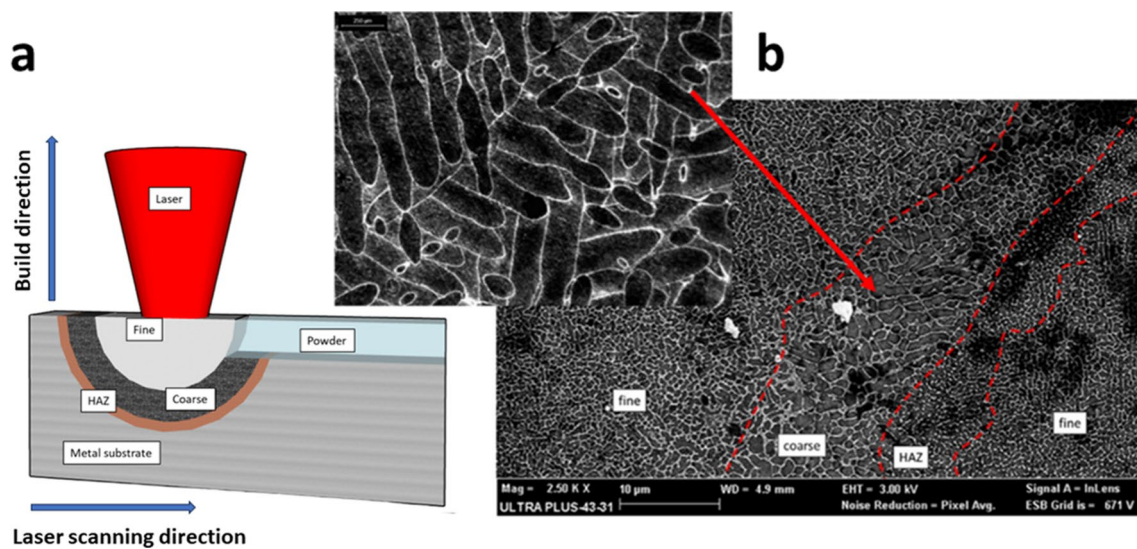 a
Build direction
Laser
Fine
Powder
HAZ
Coarse
Metal substrate
Laser scanning direction
250 µm
b
fine
coarse
HAZ
fine
Mag = 2.50 K X
10 µm
WD = 4.9 mm
EHT = 3.00 kV
Signal A = InLens
ULTRA PLUS-43-31
Noise Reduction = Pixel Avg.
ESB Grid is = 671 V